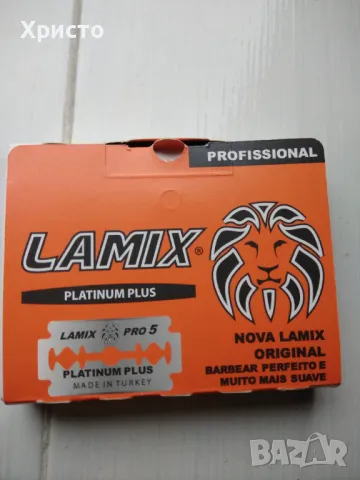 Христо
PROFISSIONAL
LAMIX®
PLATINUM PLUS
LAMIX PRO 5
PLATINUM PLUS
MADE IN TURKEY
NOVA LAMIX
ORIGINAL
BARBEAR PERFEITO E
MUITO MAIS SUAVE
BAZAR